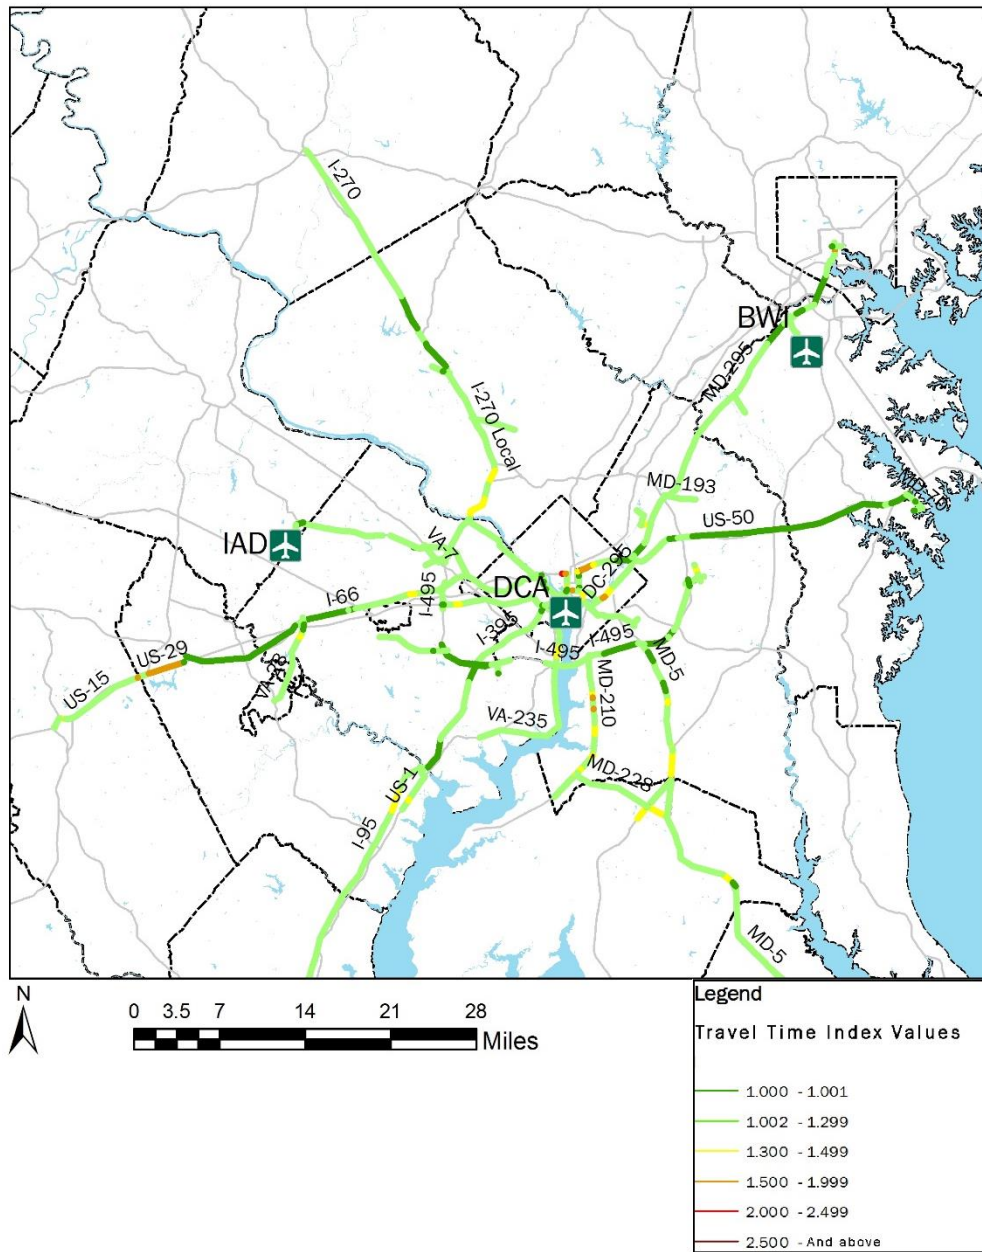 I-270
BWI
MD-295
I-270 Local
MD-193
MD-70
US-50
IAD
VA-7
DC-295
DCA
I-66
I-495
I-395
US-29
I-495
I-495
MD-5
VA-28
US-15
MD-210
VA-235
US-1
MD-228
I-95
MD-5
N
0 3.5 7 14 21 28
Miles
Legend
Travel Time Index Values
1.000 - 1.001
1.002 - 1.299
1.300 - 1.499
1.500 - 1.999
2.000 - 2.499
2.500 - And above